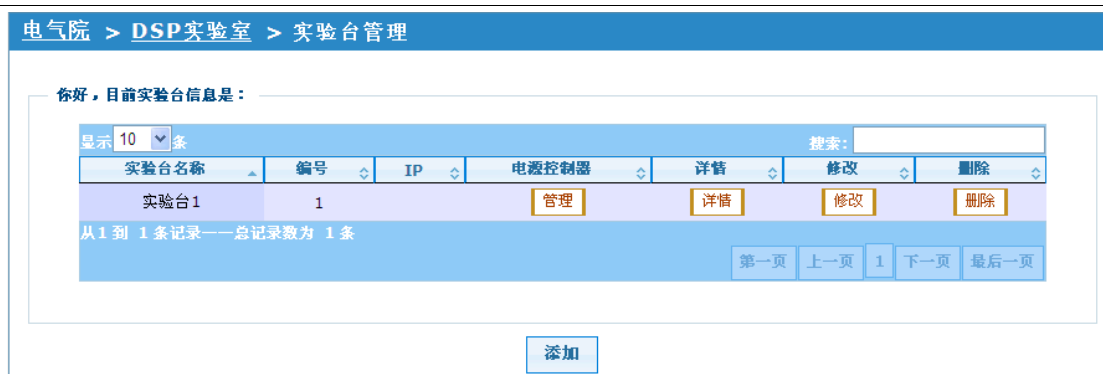 电气院 > DSP实验室 > 实验台管理
你好，目前实验台信息是：
显示 10 条 搜索:
实验台名称 编号 IP 电源控制器 详情 修改 删除
实验台1 1 管理 详情 修改 删除
从1 到 1 条记录——总记录数为 1 条
第一页 上一页 1 下一页 最后一页
添加